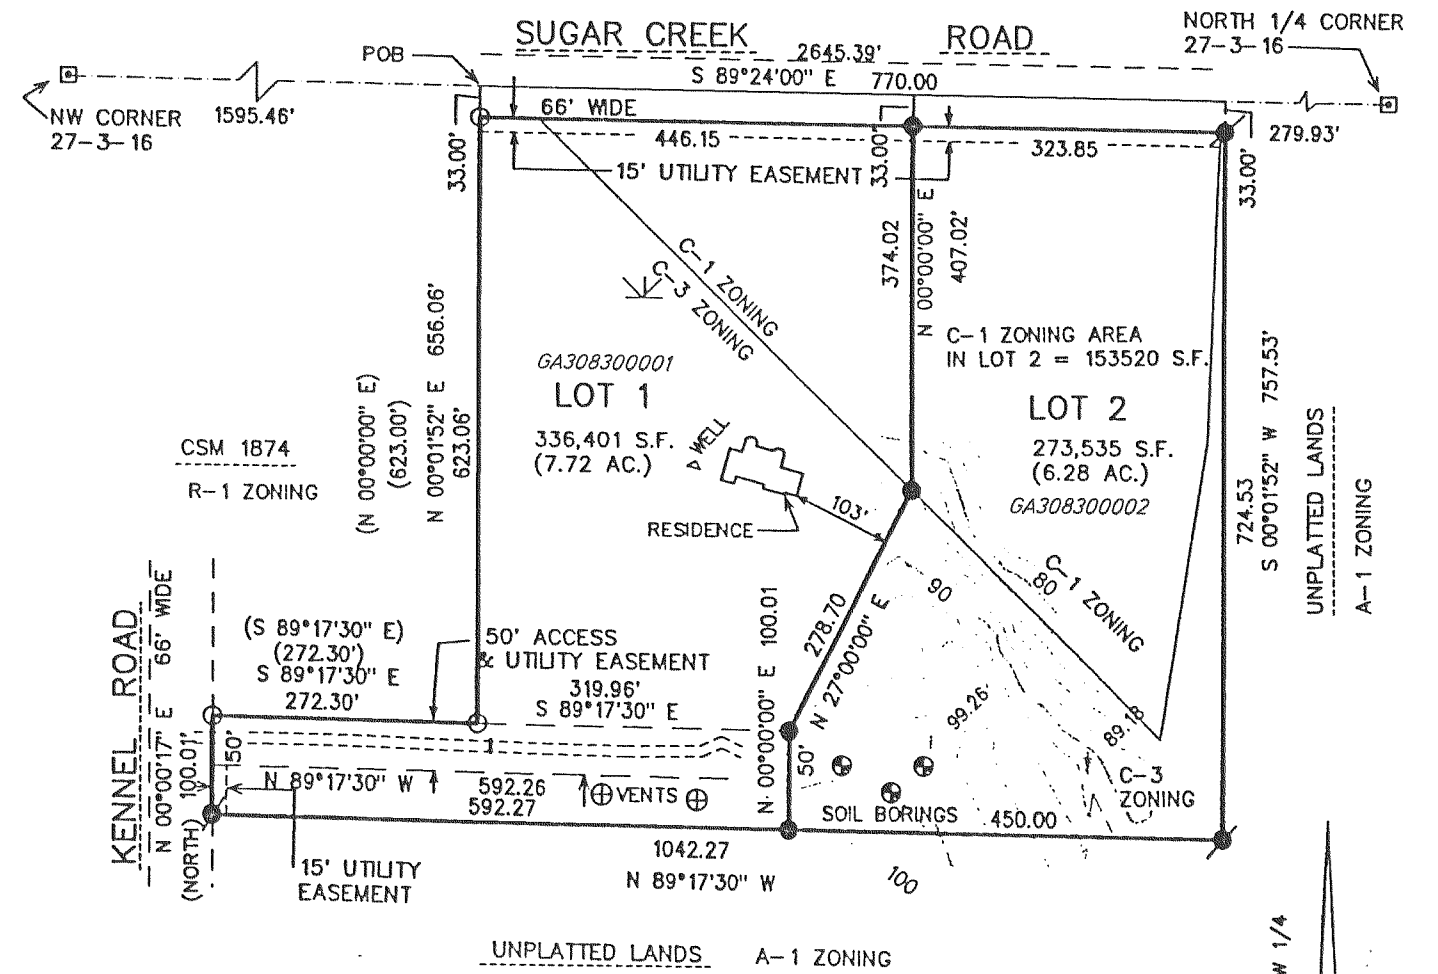 SUGAR CREEK ROAD
2645.39'
S 89°24'00" E 770.00
NORTH 1/4 CORNER
27-3-16
POB
NW CORNER
27-3-16
1595.46'
66' WIDE
446.15
323.85
279.93'
33.00'
33.00'
33.00'
15' UTILITY EASEMENT
374.02
N 00°00'00" E
407.02'
C-1 ZONING
C-3 ZONING
C-1 ZONING AREA
IN LOT 2 = 153520 S.F.
GA308300001
LOT 1
336,401 S.F.
(7.72 AC.)
WELL
RESIDENCE
103'
LOT 2
273,535 S.F.
(6.28 AC.)
GA308300002
(N 00°00'00" E)
(623.00')
N 00°01'52" E 656.06'
623.06'
CSM 1874
R-1 ZONING
724.53
S 00°01'52" W 757.53'
UNPLATTED LANDS
A-1 ZONING
KENNEL ROAD
N 00°00'17" E 66' WIDE
(NORTH) 100.01'
50'
(S 89°17'30" E)
(272.30')
S 89°17'30" E
272.30'
50' ACCESS
& UTILITY EASEMENT
319.96'
S 89°17'30" E
N 00°00'00" E 100.01
50'
278.70
N 27°00'00" E
90
80
C-1 ZONING
99.26'
89.18
C-3
ZONING
N 89°17'30" W
592.26
592.27
VENTS
SOIL BORINGS
450.00
15' UTILITY
EASEMENT
1042.27
N 89°17'30" W
100
UNPLATTED LANDS A-1 ZONING
W 1/4